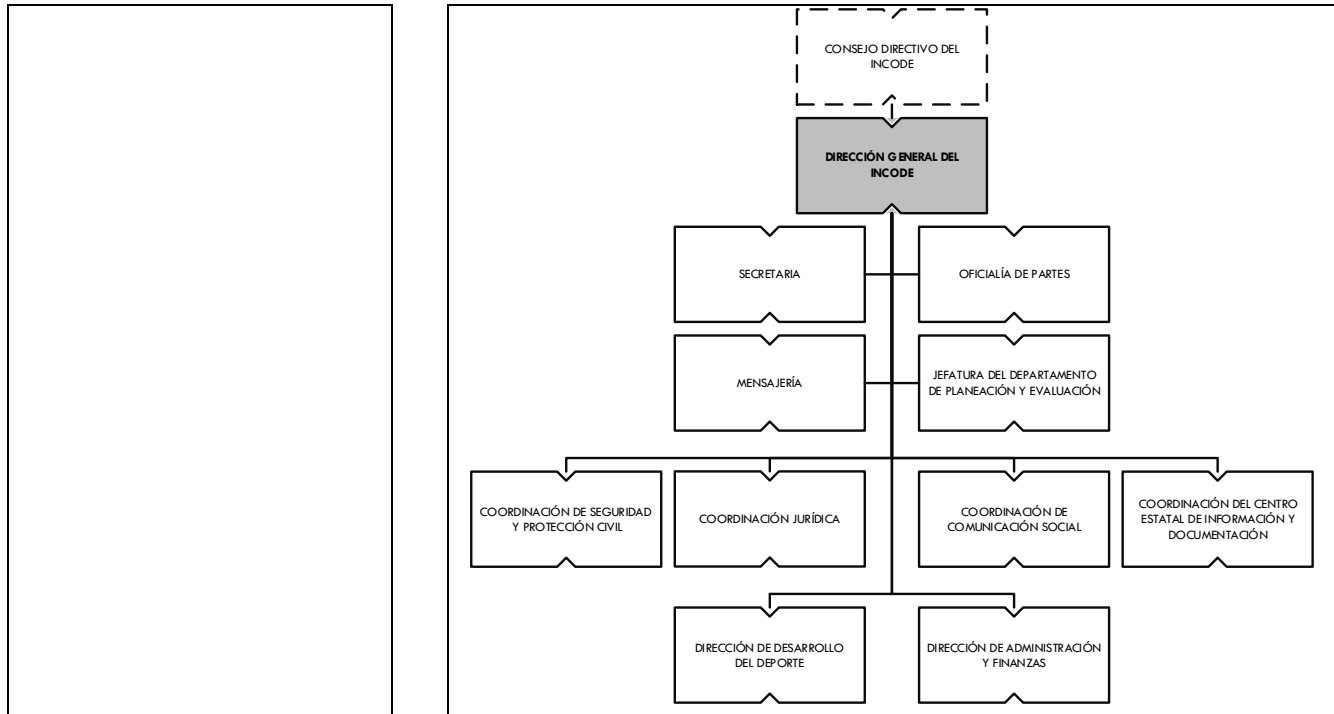 CONSEJO DIRECTIVO DEL
INCODE
DIRECCIÓN GENERAL DEL
INCODE
SECRETARIA
OFICIALÍA DE PARTES
MENSAJERÍA
JEFATURA DEL DEPARTAMENTO
DE PLANEACIÓN Y EVALUACIÓN
COORDINACIÓN DE SEGURIDAD
Y PROTECCIÓN CIVIL
COORDINACIÓN JURÍDICA
COORDINACIÓN DE
COMUNICACIÓN SOCIAL
COORDINACIÓN DEL CENTRO
ESTATAL DE INFORMACIÓN Y
DOCUMENTACIÓN
DIRECCIÓN DE DESARROLLO
DEL DEPORTE
DIRECCIÓN DE ADMINISTRACIÓN
Y FINANZAS